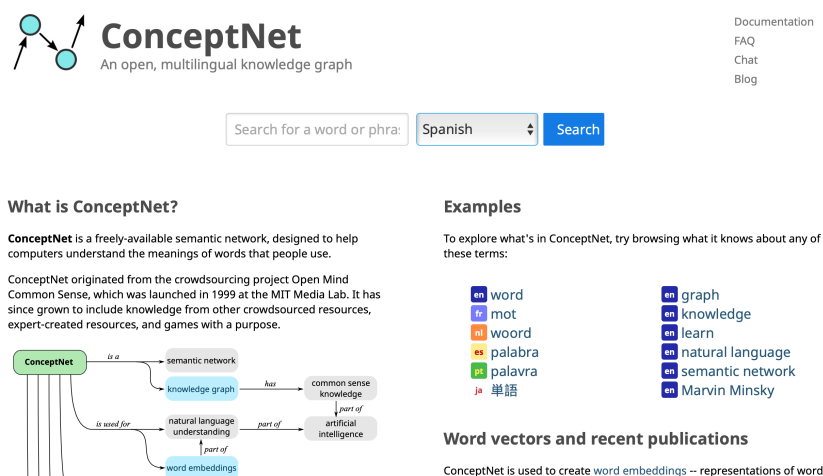 ConceptNet
An open, multilingual knowledge graph
Documentation
FAQ
Chat
Blog
Search for a word or phras
Spanish
Search
What is ConceptNet?
ConceptNet is a freely-available semantic network, designed to help
computers understand the meanings of words that people use.
ConceptNet originated from the crowdsourcing project Open Mind
Common Sense, which was launched in 1999 at the MIT Media Lab. It has
since grown to include knowledge from other crowdsourced resources,
expert-created resources, and games with a purpose.
ConceptNet
is a
semantic network
knowledge graph
has
common sense
knowledge
part of
is used for
natural language
understanding
part of
artificial
intelligence
part of
word embeddings
Examples
To explore what's in ConceptNet, try browsing what it knows about any of
these terms:
en word
fr mot
nl woord
es palabra
pt palavra
ja 単語
en graph
en knowledge
en learn
en natural language
en semantic network
en Marvin Minsky
Word vectors and recent publications
ConceptNet is used to create word embeddings -- representations of word